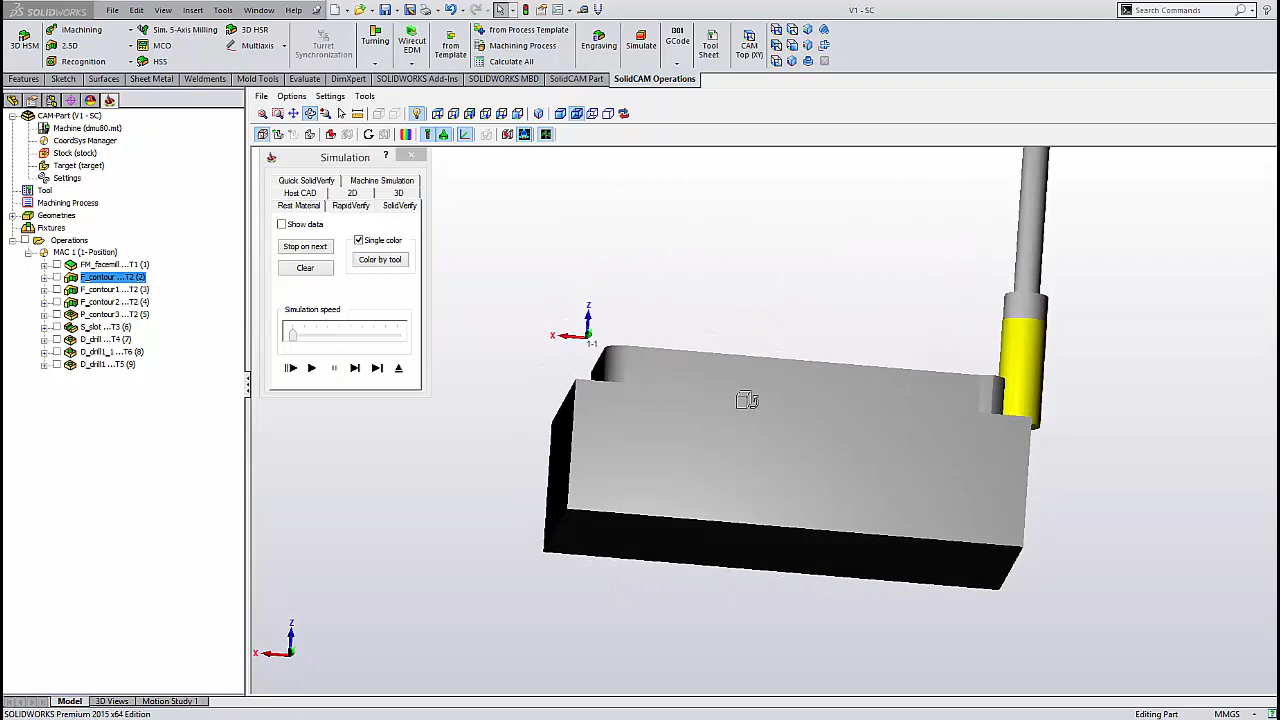 SOLIDWORKS File Edit View Insert Tools Window Help V1 - SC Search Commands
3D HSM iMachining 2.5D Recognition Sim. 5-Axis Milling MCO HSS 3D HSR Multiaxis Turret Synchronization Turning Wirecut EDM from Template from Process Template Machining Process Calculate All Engraving Simulate GCode Tool Sheet CAM Top (XY)
Features Sketch Surfaces Sheet Metal Weldments Mold Tools Evaluate DimXpert SOLIDWORKS Add-Ins SOLIDWORKS MBD SolidCAM Part SolidCAM Operations
File Options Settings Tools
CAM-Part (V1 - SC)
Machine (dmu80.mt)
CoordSys Manager
Stock (stock)
Target (target)
Settings
Tool
Machining Process
Geometries
Fixtures
Operations
MAC 1 (1- Position)
FM_facemill ...T1 (1)
F_contour ...T2 (2)
F_contour1 ...T2 (3)
F_contour2 ...T2 (4)
P_contour3 ...T2 (5)
S_slot ...T3 (6)
D_drill ...T4 (7)
D_drill1_1 ...T6 (8)
D_drill1 ...T5 (9)
Simulation ?
Quick SolidVerify Machine Simulation
Host CAD 2D 3D
Rest Material RapidVerify SolidVerify
Show data
Stop on next
Single color
Clear
Color by tool
Simulation speed
Z
X
1-1
Z
X
Model 3D Views Motion Study 1
SOLIDWORKS Premium 2015 x64 Edition Editing Part MMGS